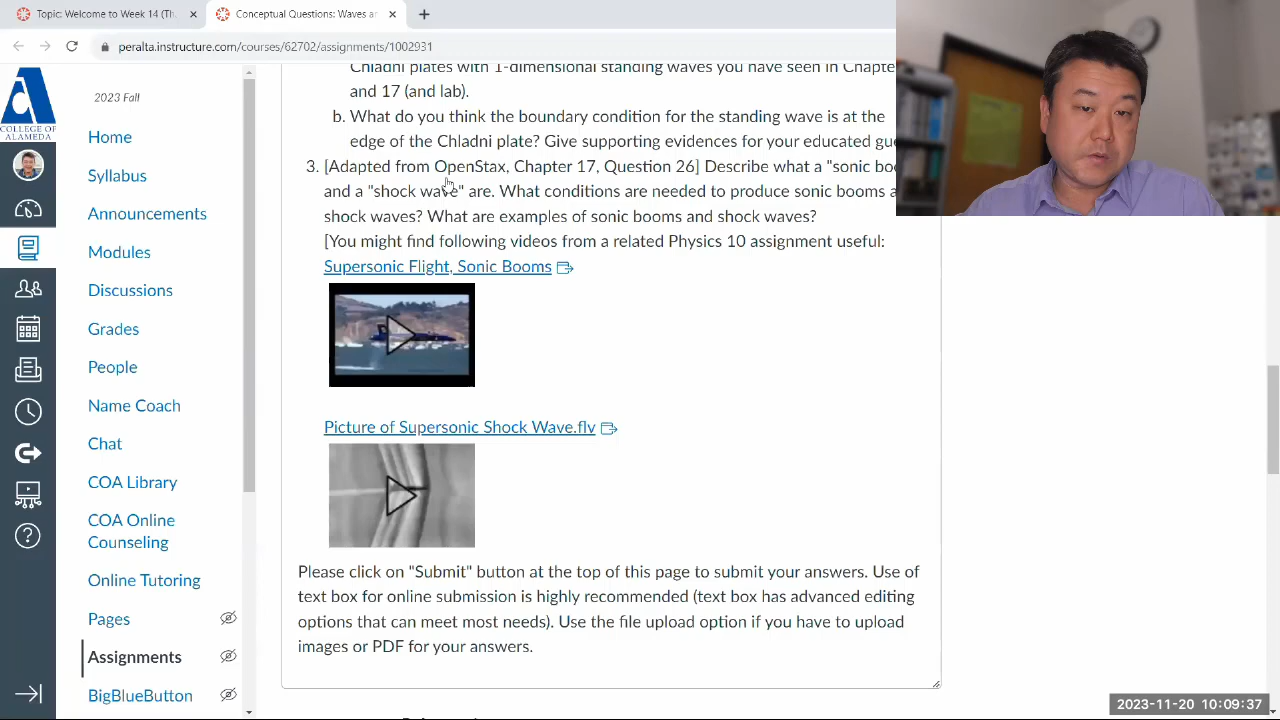 Topic: Welcome to Week 14 (Th
Conceptual Questions: Waves a
peralta.instructure.com/courses/62702/assignments/1002931
COLLEGE OF
ALAMEDA
2023 Fall
Home
Syllabus
Announcements
Modules
Discussions
Grades
People
Name Coach
Chat
COA Library
COA Online
Counseling
Online Tutoring
Pages
Assignments
BigBlueButton
Chladni plates with 1-dimensional standing waves you have seen in Chapte
and 17 (and lab).
b. What do you think the boundary condition for the standing wave is at the
edge of the Chladni plate? Give supporting evidences for your educated gue
3. [Adapted from OpenStax, Chapter 17, Question 26] Describe what a "sonic boo
and a "shock wave" are. What conditions are needed to produce sonic booms a
shock waves? What are examples of sonic booms and shock waves?
[You might find following videos from a related Physics 10 assignment useful:
Supersonic Flight, Sonic Booms
Picture of Supersonic Shock Wave.flv
Please click on "Submit" button at the top of this page to submit your answers. Use of
text box for online submission is highly recommended (text box has advanced editing
options that can meet most needs). Use the file upload option if you have to upload
images or PDF for your answers.
2023-11-20 10:09:37